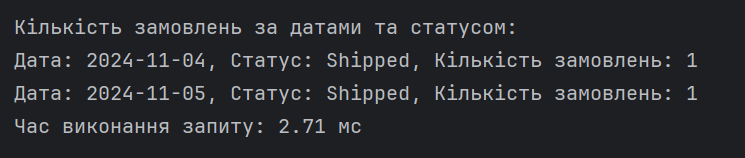 Кількість замовлень за датами та статусом:
Дата: 2024-11-04, Статус: Shipped, Кількість замовлень: 1
Дата: 2024-11-05, Статус: Shipped, Кількість замовлень: 1
Час виконання запиту: 2.71 мс